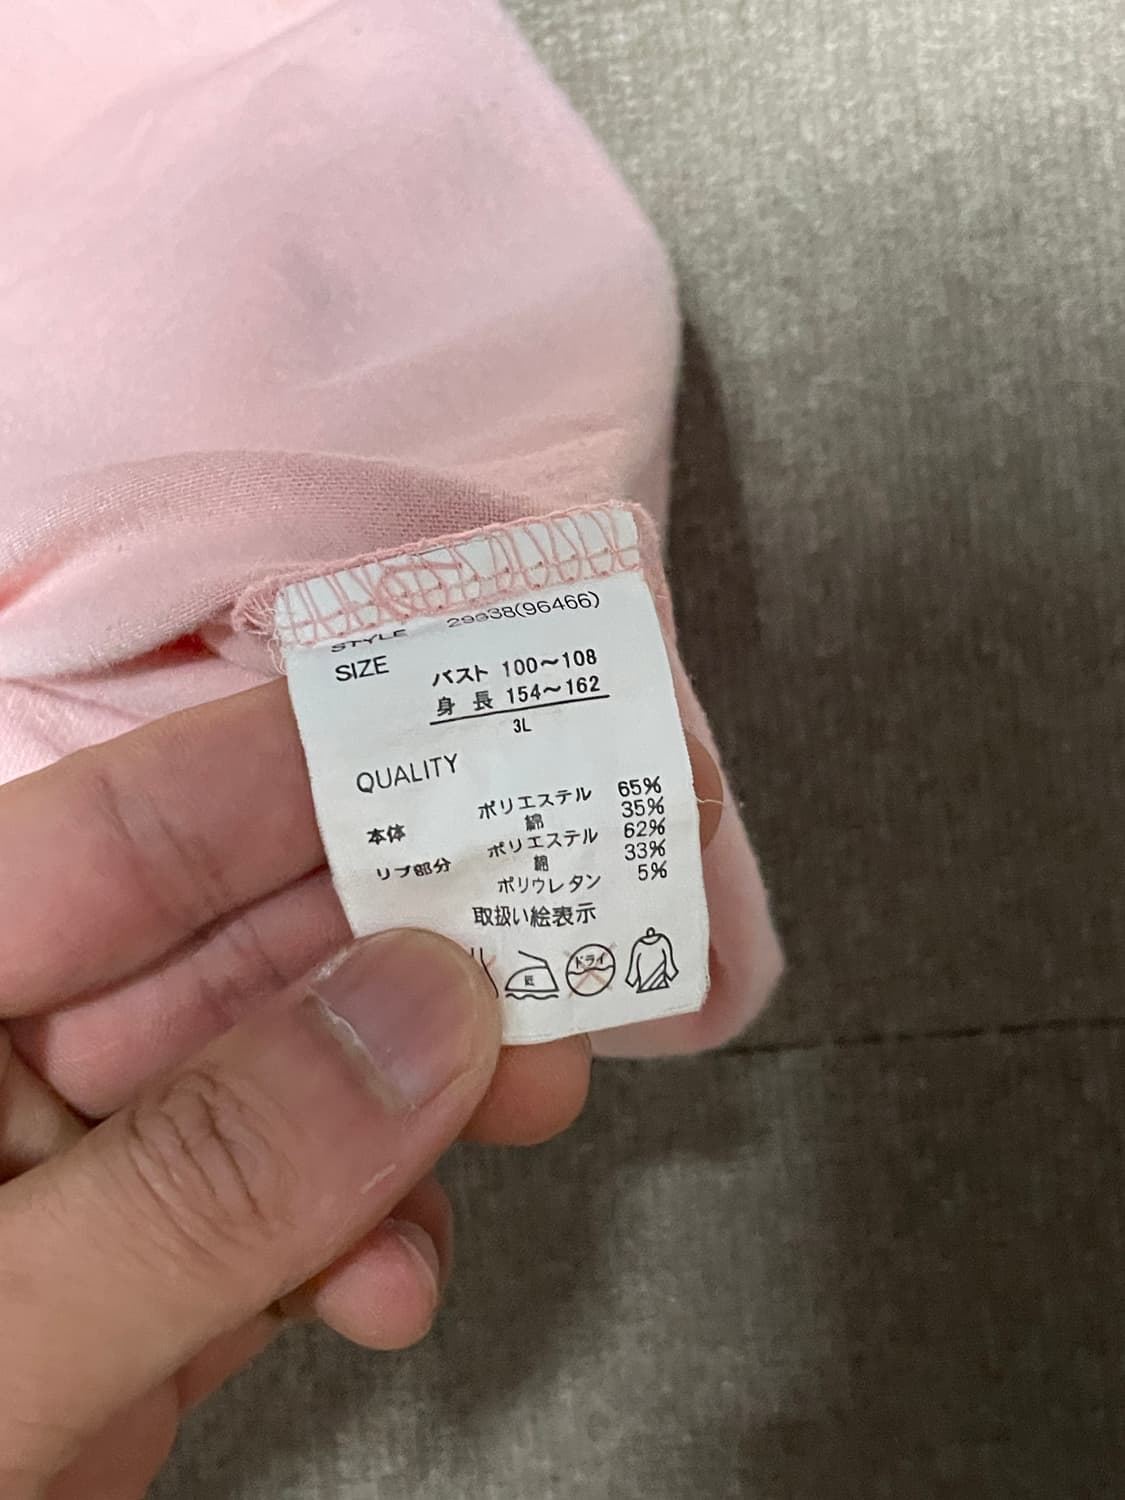 STYLE 29838(96466)
SIZE バスト 100〜108
身 長 154〜162
3L
QUALITY
本体 ポリエステル 65%
綿 35%
リブ部分 ポリエステル 62%
綿 33%
ポリウレタン 5%
取扱い絵表示
ドライ